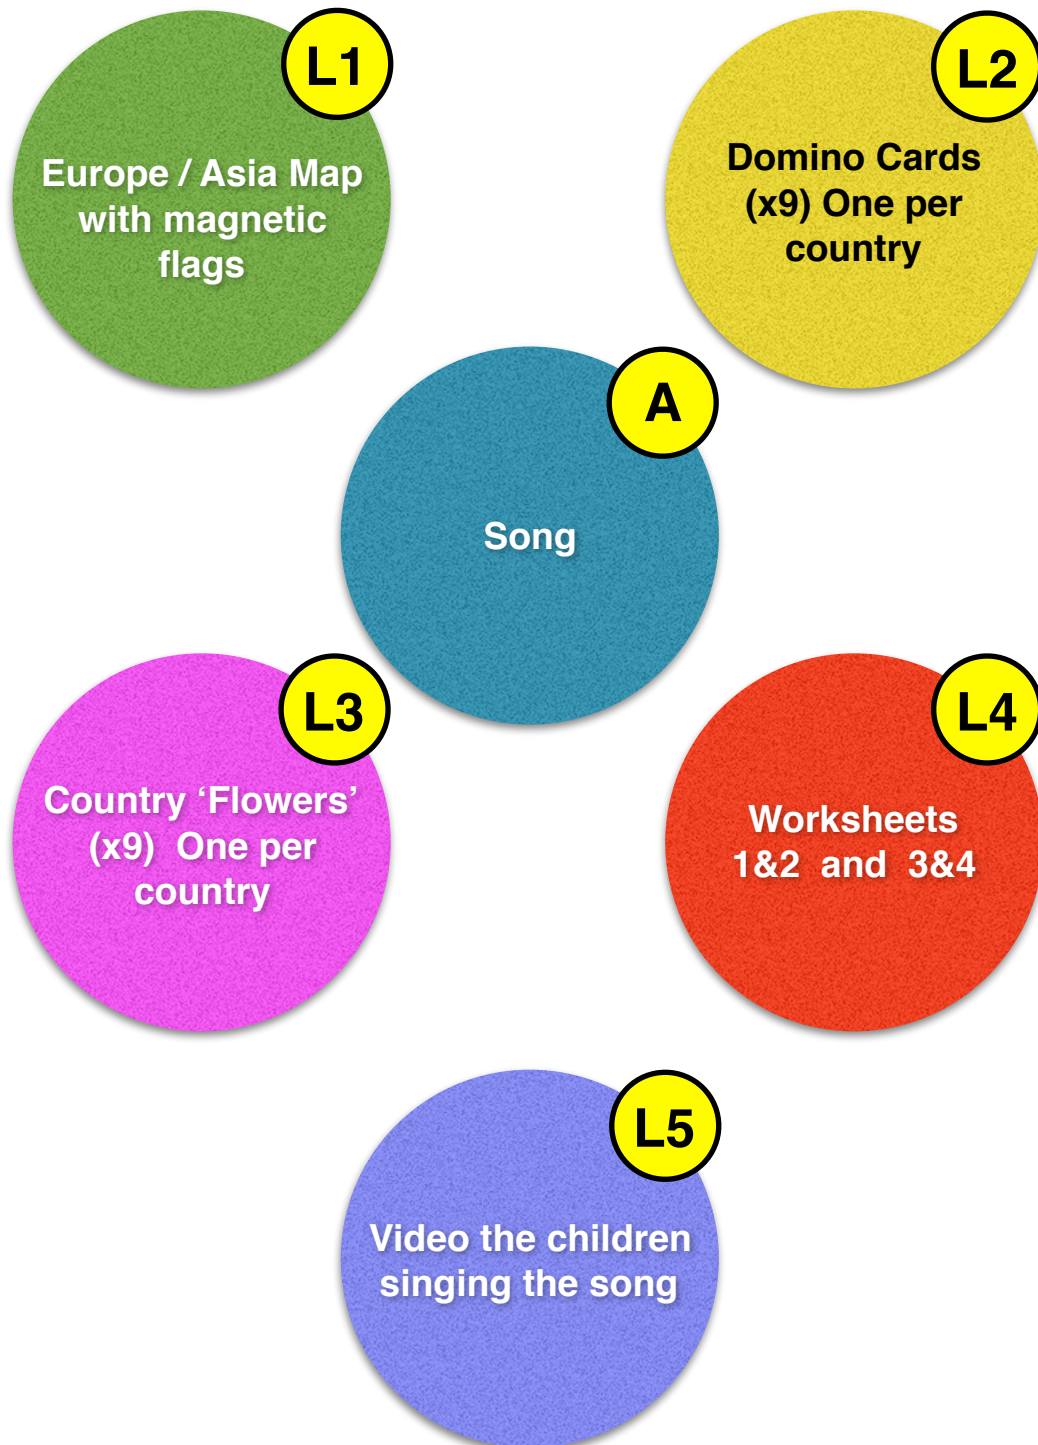 L1
Europe / Asia Map
with magnetic
flags
L2
Domino Cards
(x9) One per
country
A
Song
L3
Country ‘Flowers’
(x9)  One per
country
L4
Worksheets
1&2  and  3&4
L5
Video the children
singing the song